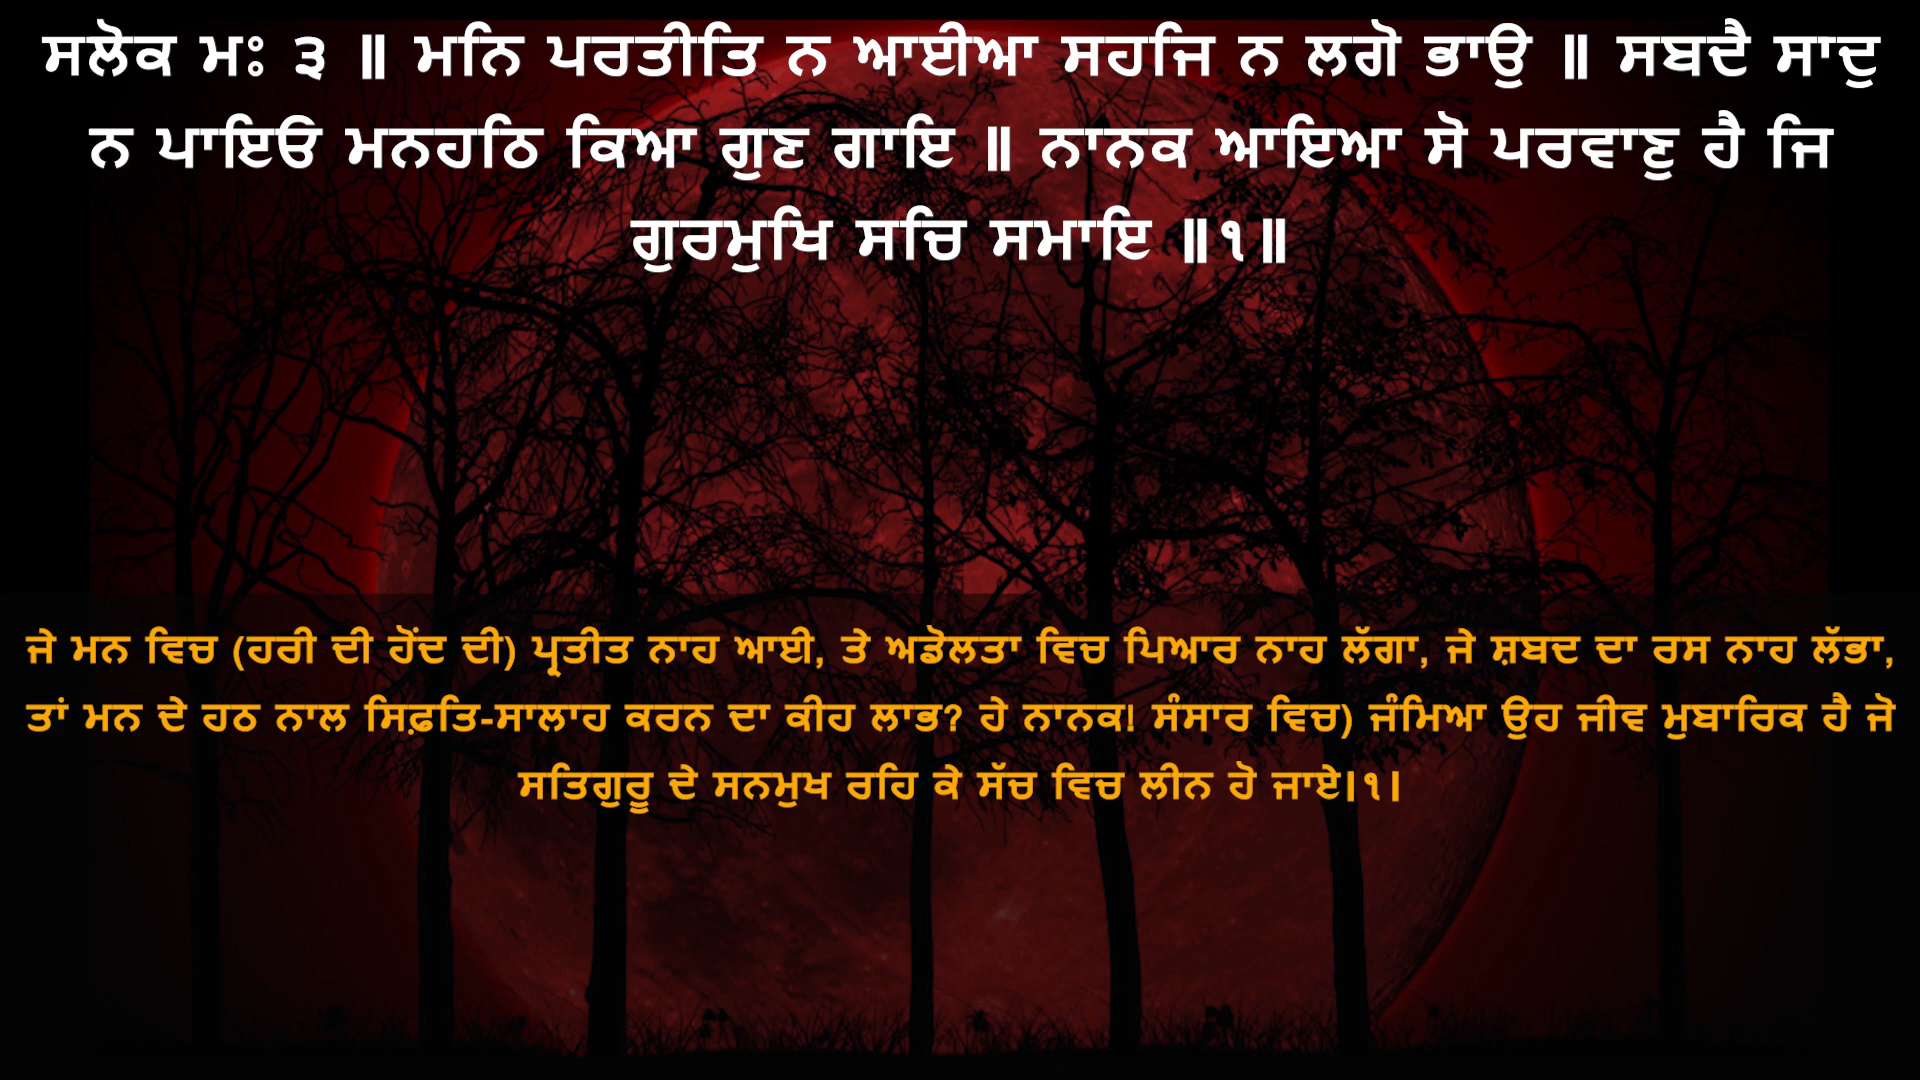 ਸਲੋਕ ਮਃ ੩ ॥ ਮਨਿ ਪਰਤੀਤਿ ਨ ਆਈਆ ਸਹਜਿ ਨ ਲਗੋ ਭਾਉ ॥ ਸਬਦੈ ਸਾਦੁ
ਨ ਪਾਇਓ ਮਨਹਠਿ ਕਿਆ ਗੁਣ ਗਾਇ ॥ ਨਾਨਕ ਆਇਆ ਸੋ ਪਰਵਾਣੁ ਹੈ ਜਿ
ਗੁਰਮੁਖਿ ਸਚਿ ਸਮਾਇ ॥੧॥
ਜੇ ਮਨ ਵਿਚ (ਹਰੀ ਦੀ ਹੋਂਦ ਦੀ) ਪ੍ਰਤੀਤ ਨਾਹ ਆਈ, ਤੇ ਅਡੋਲਤਾ ਵਿਚ ਪਿਆਰ ਨਾਹ ਲੱਗਾ, ਜੇ ਸ਼ਬਦ ਦਾ ਰਸ ਨਾਹ ਲੱਭਾ,
ਤਾਂ ਮਨ ਦੇ ਹਠ ਨਾਲ ਸਿਫ਼ਤਿ-ਸਾਲਾਹ ਕਰਨ ਦਾ ਕੀਹ ਲਾਭ? ਹੇ ਨਾਨਕ! ਸੰਸਾਰ ਵਿਚ) ਜੰਮਿਆ ਉਹ ਜੀਵ ਮੁਬਾਰਿਕ ਹੈ ਜੋ
ਸਤਿਗੁਰੂ ਦੇ ਸਨਮੁਖ ਰਹਿ ਕੇ ਸੱਚ ਵਿਚ ਲੀਨ ਹੋ ਜਾਏ।੧।